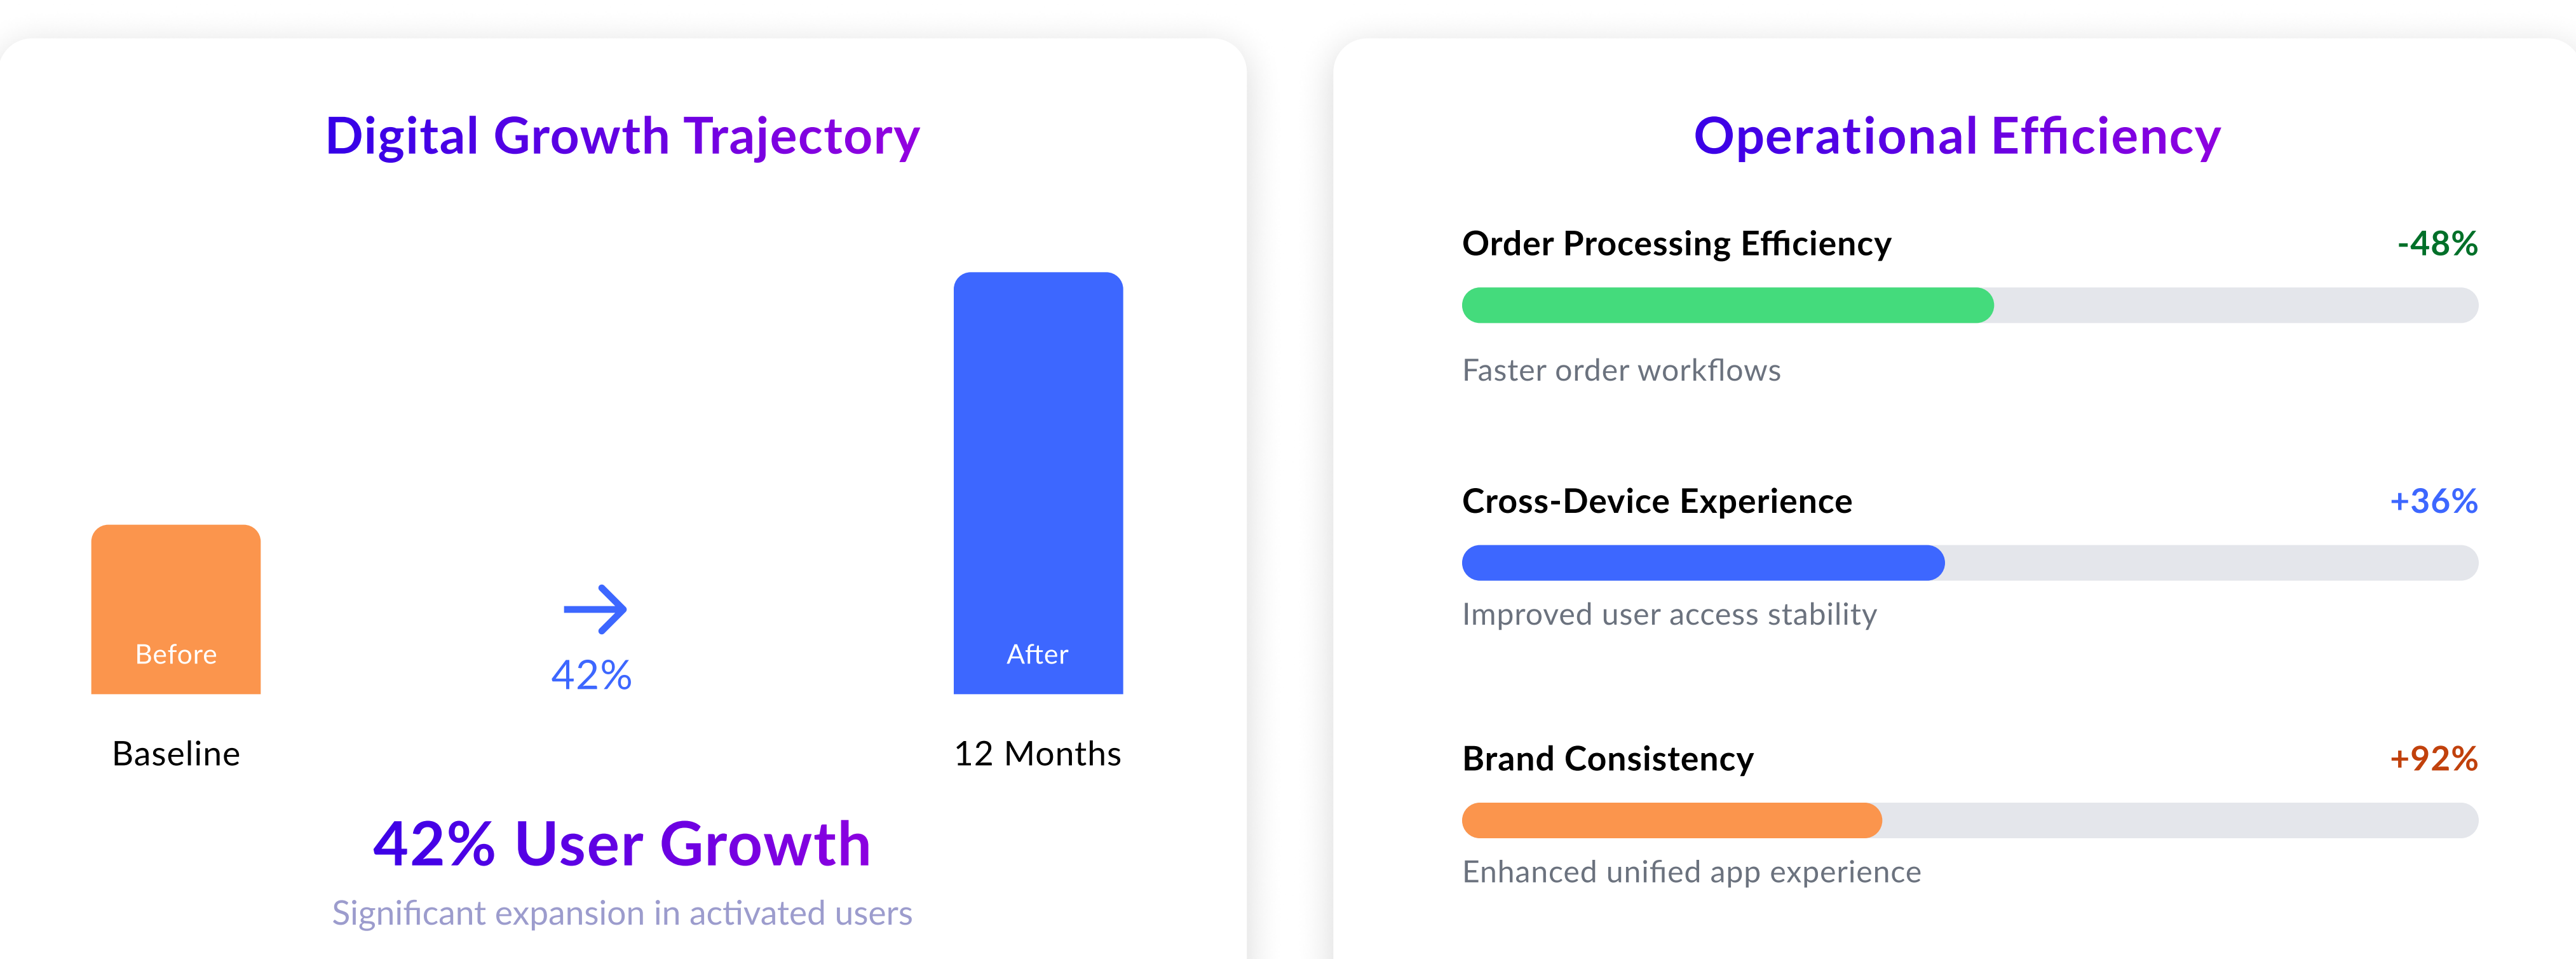 Digital Growth Trajectory
Before
42%
After
Baseline
12 Months
42% User Growth
Significant expansion in activated users
Operational Efficiency
Order Processing Efficiency
-48%
Faster order workflows
Cross-Device Experience
+36%
Improved user access stability
Brand Consistency
+92%
Enhanced unified app experience